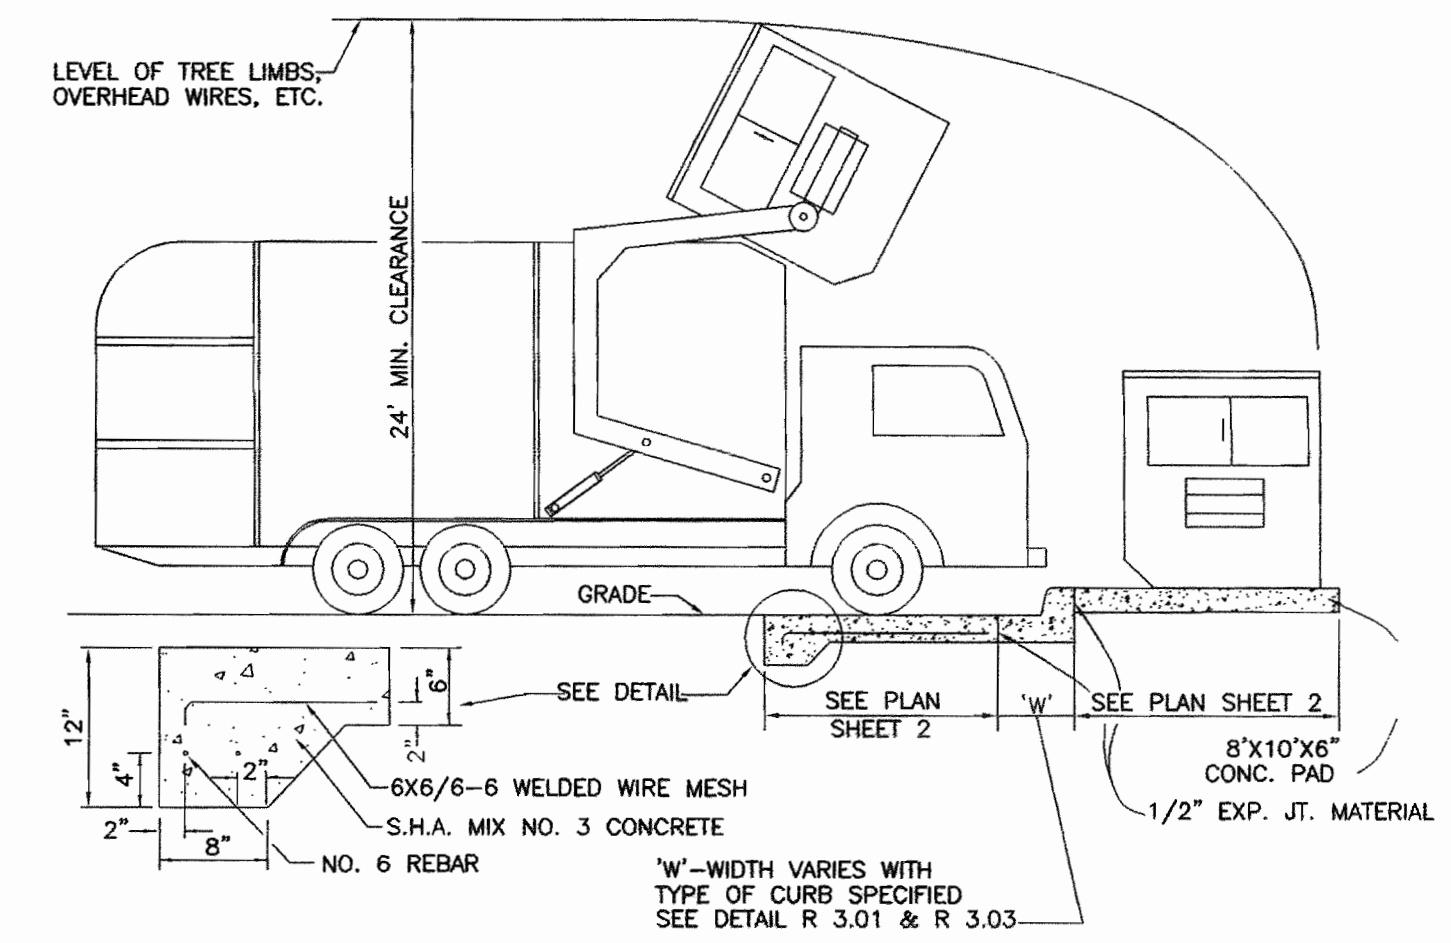 LEVEL OF TREE LIMBS,
OVERHEAD WIRES, ETC.
24' MIN. CLEARANCE
GRADE
SEE DETAIL
SEE PLAN
SHEET 2
'W'
SEE PLAN SHEET 2
8'X10'X6"
CONC. PAD
1/2" EXP. JT. MATERIAL
12"
6"
2"
4"
2"
2"
8"
6X6/6-6 WELDED WIRE MESH
S.H.A. MIX NO. 3 CONCRETE
NO. 6 REBAR
'W'-WIDTH VARIES WITH
TYPE OF CURB SPECIFIED
SEE DETAIL R 3.01 & R 3.03